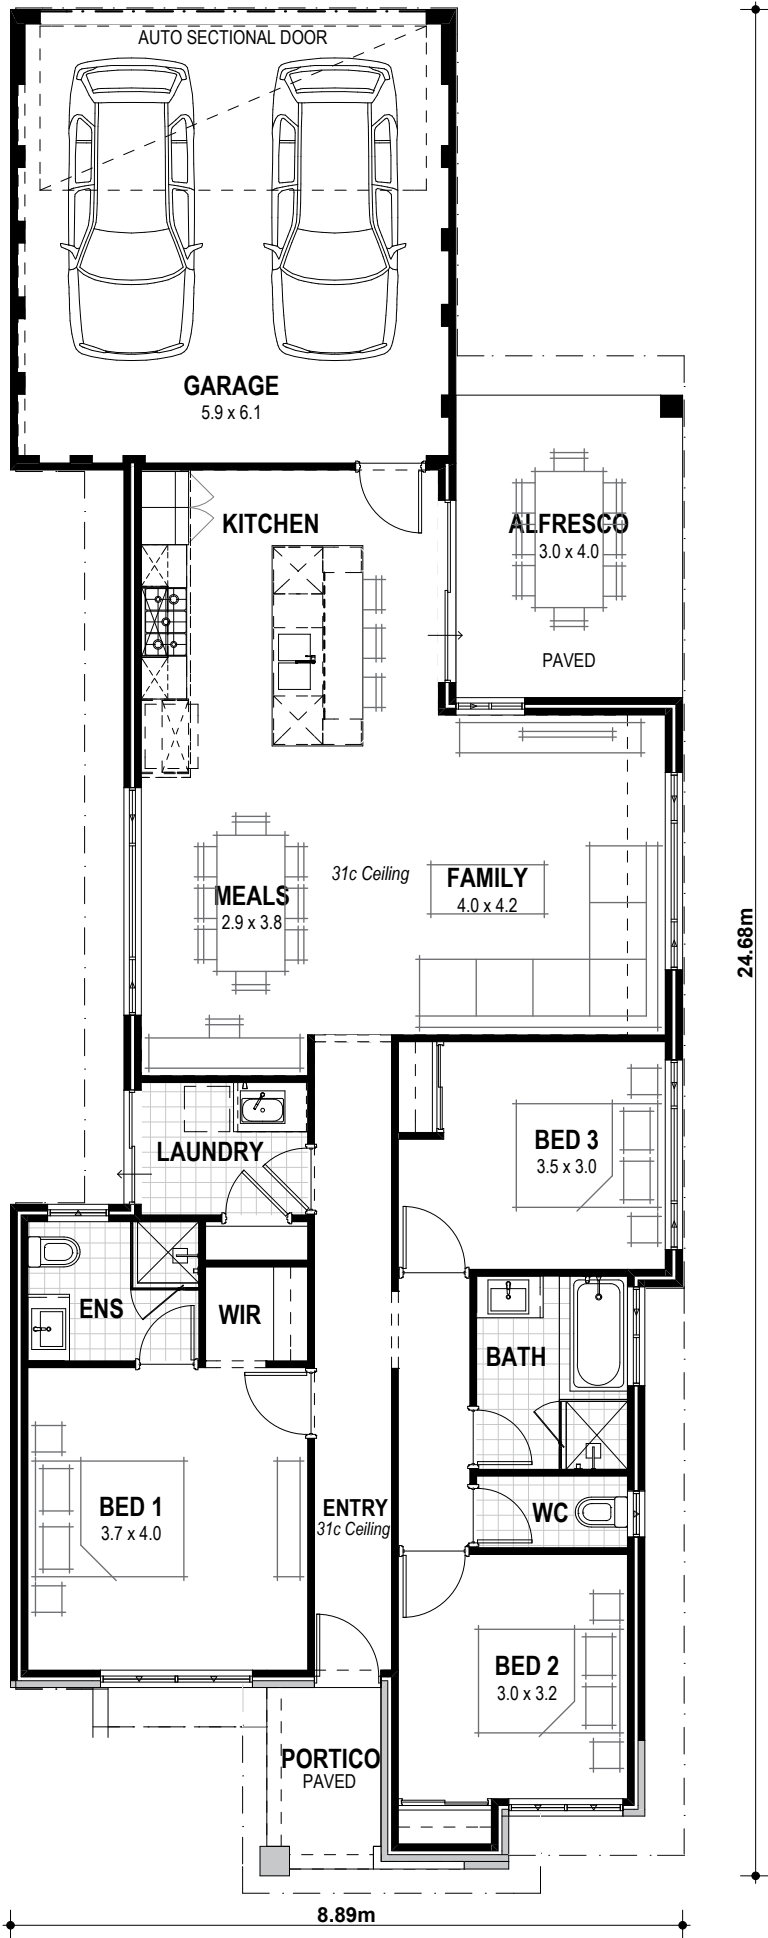 AUTO SECTIONAL DOOR
GARAGE
5.9 x 6.1
KITCHEN
ALFRESCO
3.0 x 4.0
PAVED
31c Ceiling
MEALS
2.9 x 3.8
FAMILY
4.0 x 4.2
24.68m
LAUNDRY
BED 3
3.5 x 3.0
ENS
WIR
BATH
BED 1
3.7 x 4.0
ENTRY
31c Ceiling
WC
BED 2
3.0 x 3.2
PORTICO
PAVED
8.89m